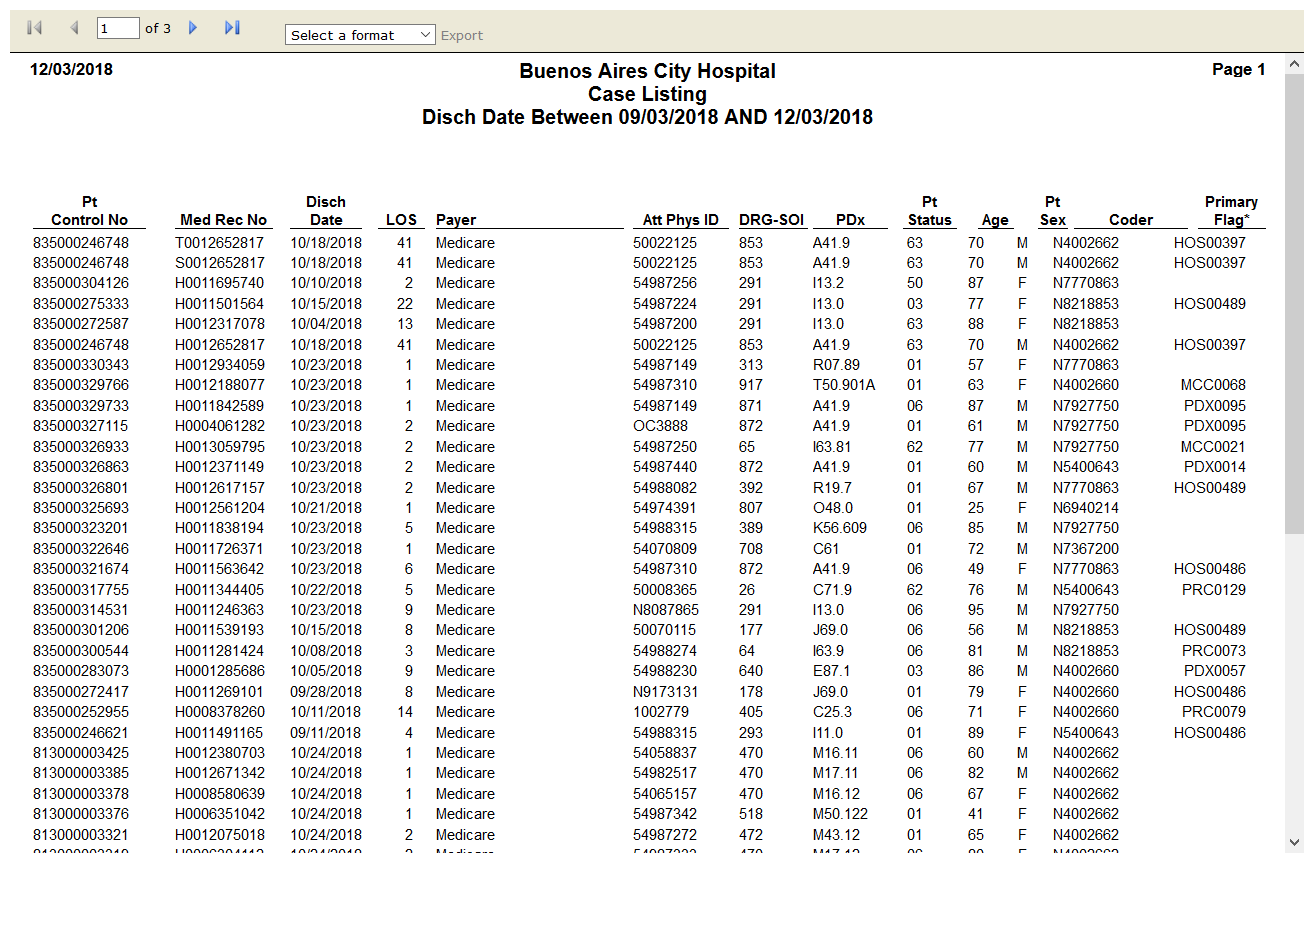 1 of 3 Select a format Export
12/03/2018 Buenos Aires City Hospital Page 1
Case Listing
Disch Date Between 09/03/2018 AND 12/03/2018
Pt Disch Pt Pt Primary
Control No Med Rec No Date LOS Payer Att Phys ID DRG-SOI PDx Status Age Sex Coder Flag*
835000246748 T0012652817 10/18/2018 41 Medicare 50022125 853 A41.9 63 70 M N4002662 HOS00397
835000246748 S0012652817 10/18/2018 41 Medicare 50022125 853 A41.9 63 70 M N4002662 HOS00397
835000304126 H0011695740 10/10/2018 2 Medicare 54987256 291 I13.2 50 87 F N7770863
835000275333 H0011501564 10/15/2018 22 Medicare 54987224 291 I13.0 03 77 F N8218853 HOS00489
835000272587 H0012317078 10/04/2018 13 Medicare 54987200 291 I13.0 63 88 F N8218853
835000246748 H0012652817 10/18/2018 41 Medicare 50022125 853 A41.9 63 70 M N4002662 HOS00397
835000330343 H0012934059 10/23/2018 1 Medicare 54987149 313 R07.89 01 57 F N7770863
835000329766 H0012188077 10/23/2018 1 Medicare 54987310 917 T50.901A 01 63 F N4002660 MCC0068
835000329733 H0011842589 10/23/2018 1 Medicare 54987149 871 A41.9 06 87 M N7927750 PDX0095
835000327115 H0004061282 10/23/2018 2 Medicare OC3888 872 A41.9 01 61 M N7927750 PDX0095
835000326933 H0013059795 10/23/2018 2 Medicare 54987250 65 I63.81 62 77 M N7927750 MCC0021
835000326863 H0012371149 10/23/2018 2 Medicare 54987440 872 A41.9 01 60 M N5400643 PDX0014
835000326801 H0012617157 10/23/2018 2 Medicare 54988082 392 R19.7 01 67 M N7770863 HOS00489
835000325693 H0012561204 10/21/2018 1 Medicare 54974391 807 O48.0 01 25 F N6940214
835000323201 H0011838194 10/23/2018 5 Medicare 54988315 389 K56.609 06 85 M N7927750
835000322646 H0011726371 10/23/2018 1 Medicare 54070809 708 C61 01 72 M N7367200
835000321674 H0011563642 10/23/2018 6 Medicare 54987310 872 A41.9 06 49 F N7770863 HOS00486
835000317755 H0011344405 10/22/2018 5 Medicare 50008365 26 C71.9 62 76 M N5400643 PRC0129
835000314531 H0011246363 10/23/2018 9 Medicare N8087865 291 I13.0 06 95 M N7927750
835000301206 H0011539193 10/15/2018 8 Medicare 50070115 177 J69.0 06 56 M N8218853 HOS00489
835000300544 H0011281424 10/08/2018 3 Medicare 54988274 64 I63.9 06 81 M N8218853 PRC0073
835000283073 H0001285686 10/05/2018 9 Medicare 54988230 640 E87.1 03 86 M N4002660 PDX0057
835000272417 H0011269101 09/28/2018 8 Medicare N9173131 178 J69.0 01 79 F N4002660 HOS00486
835000252955 H0008378260 10/11/2018 14 Medicare 1002779 405 C25.3 06 71 F N4002660 PRC0079
835000246621 H0011491165 09/11/2018 4 Medicare 54988315 293 I11.0 01 89 F N5400643 HOS00486
813000003425 H0012380703 10/24/2018 1 Medicare 54058837 470 M16.11 06 60 M N4002662
813000003385 H0012671342 10/24/2018 1 Medicare 54982517 470 M17.11 06 82 M N4002662
813000003378 H0008580639 10/24/2018 1 Medicare 54065157 470 M16.12 06 67 F N4002662
813000003376 H0006351042 10/24/2018 1 Medicare 54987342 518 M50.122 01 41 F N4002662
813000003321 H0012075018 10/24/2018 2 Medicare 54987272 472 M43.12 01 65 F N4002662